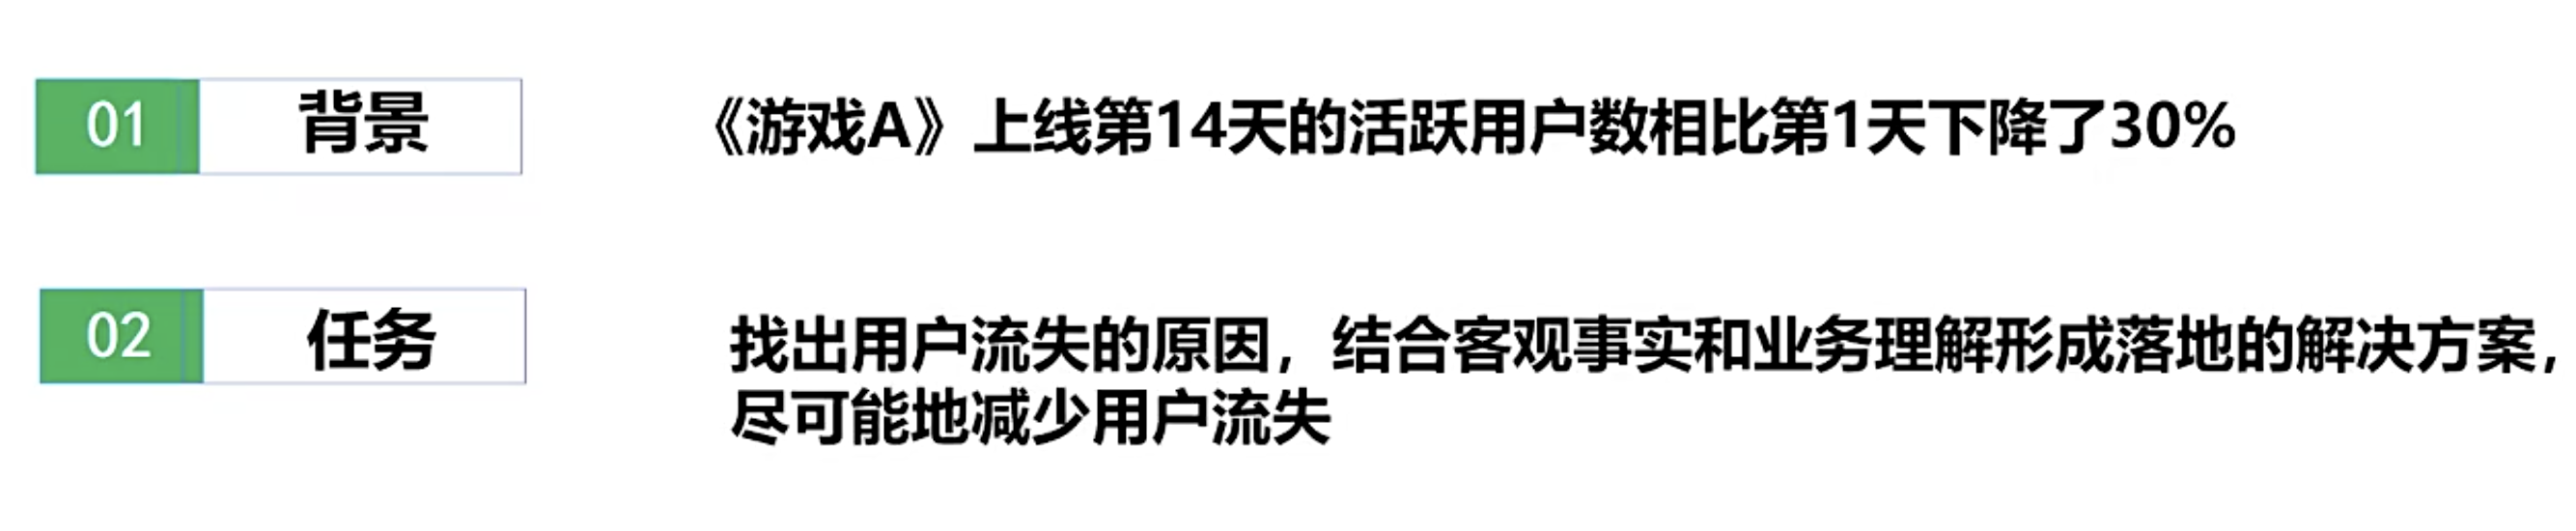 01 背景 《游戏A》上线第14天的活跃用户数相比第1天下降了30%
02 任务 找出用户流失的原因，结合客观事实和业务理解形成落地的解决方案，
尽可能地减少用户流失